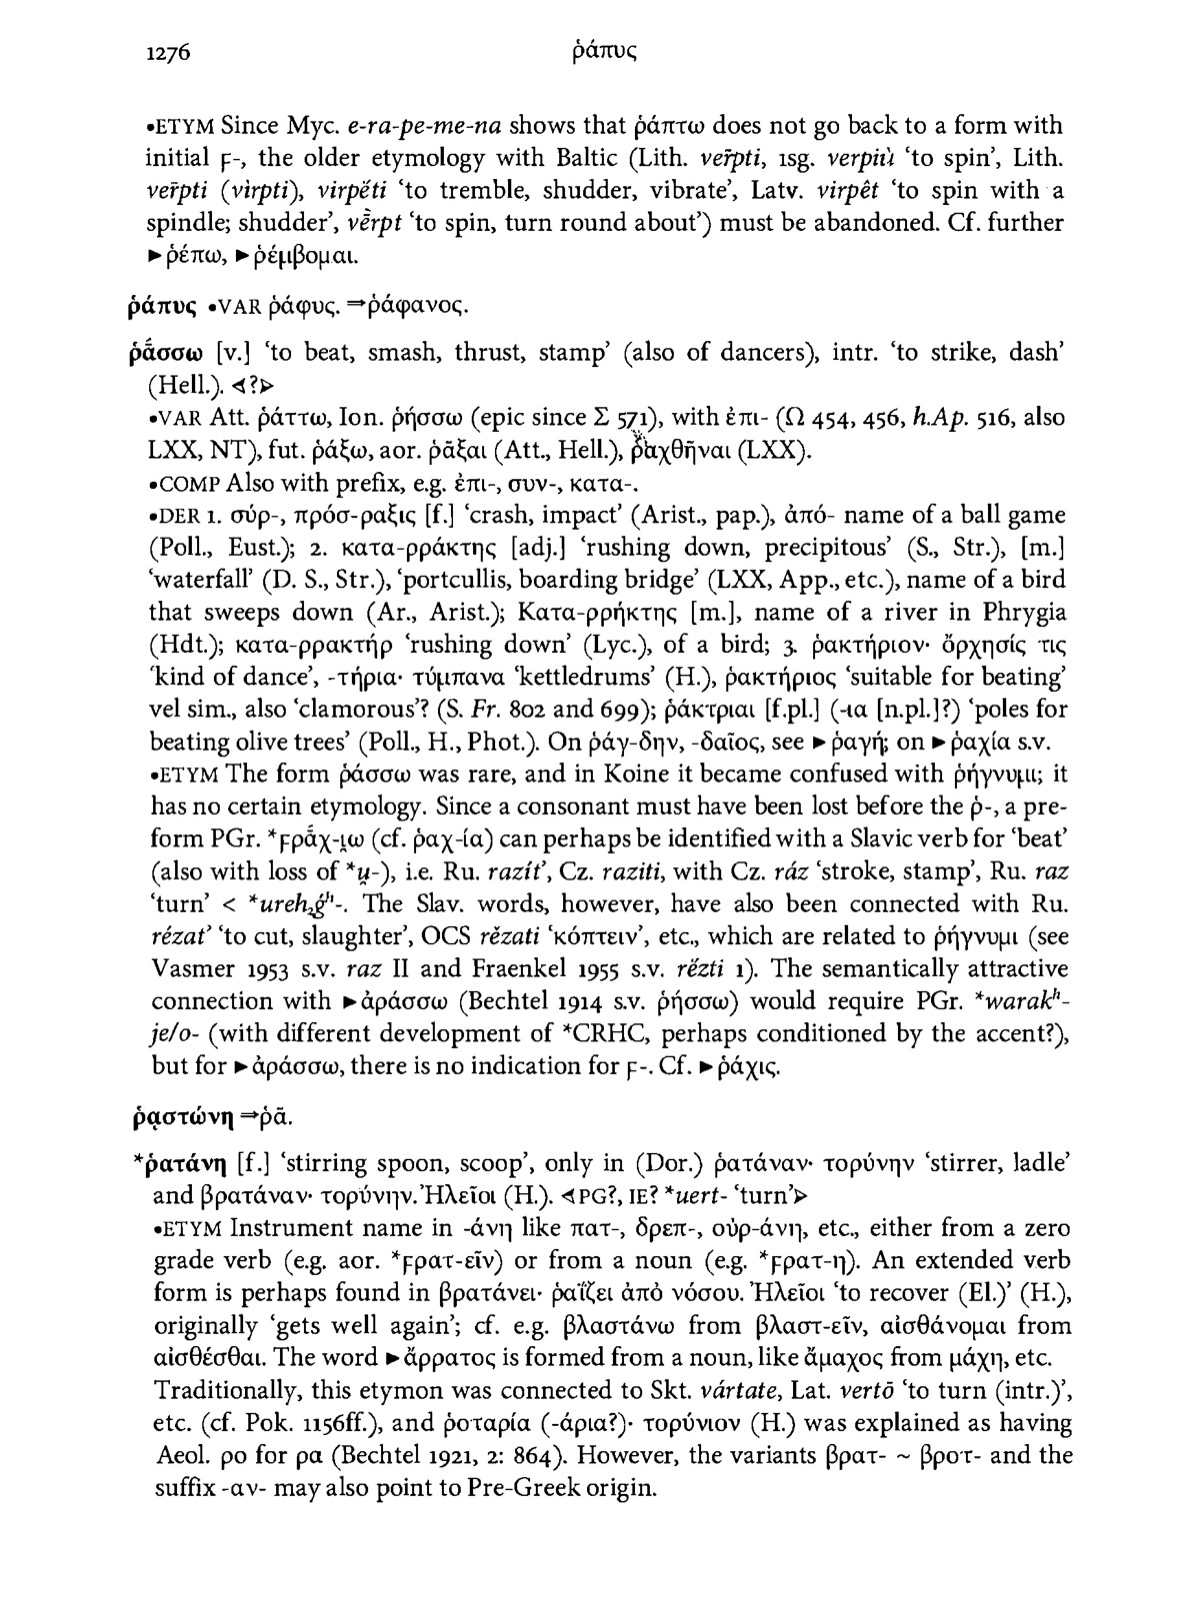 1276 ῥάπυς
•ETYM Since Myc. e-ra-pe-me-na shows that ῥάπτω does not go back to a form with
initial ϝ-, the older etymology with Baltic (Lith. ver̃pti, 1sg. verpiù ‘to spin’, Lith.
ver̃pti (vìrpti), virpė́ti ‘to tremble, shudder, vibrate’, Latv. virpêt ‘to spin with a
spindle; shudder’, vḕrpt ‘to spin, turn round about’) must be abandoned. Cf. further
►ῥέπω, ►ῥέμβομαι.
ῥάπυς •VAR ῥάφυς. ⇒ῥάφανος.
ῥᾱ́σσω [v.] ‘to beat, smash, thrust, stamp’ (also of dancers), intr. ‘to strike, dash’
(Hell.). ⊲?⊳
•VAR Att. ῥάττω, Ion. ῥήσσω (epic since Σ 571), with ἐπι- (Ω 454, 456, h.Ap. 516, also
LXX, NT), fut. ῥάξω, aor. ῥᾶξαι (Att., Hell.), ῥαχθῆναι (LXX).
•COMP Also with prefix, e.g. ἐπι-, συν-, κατα-.
•DER 1. σύρ-, πρόσ-ραξις [f.] ‘crash, impact’ (Arist., pap.), ἀπό- name of a ball game
(Poll., Eust.); 2. κατα-ρράκτης [adj.] ‘rushing down, precipitous’ (S., Str.), [m.]
‘waterfall’ (D. S., Str.), ‘portcullis, boarding bridge’ (LXX, App., etc.), name of a bird
that sweeps down (Ar., Arist.); Κατα-ρρήκτης [m.], name of a river in Phrygia
(Hdt.); κατα-ρρακτήρ ‘rushing down’ (Lyc.), of a bird; 3. ῥακτήριον· ὄρχησίς τις
‘kind of dance’, -τήρια· τύμπανα ‘kettledrums’ (H.), ῥακτήριος ‘suitable for beating’
vel sim., also ‘clamorous’? (S. Fr. 802 and 699); ῥάκτριαι [f.pl.] (-ια [n.pl.]?) ‘poles for
beating olive trees’ (Poll., H., Phot.). On ῥάγ-δην, -δαῖος, see ►ῥαγή; on ►ῥαχία s.v.
•ETYM The form ῥάσσω was rare, and in Koine it became confused with ῥήγνυμι; it
has no certain etymology. Since a consonant must have been lost before the ῥ-, a pre-
form PGr. *ϝρᾱ́χ-ι̯ω (cf. ῥαχ-ία) can perhaps be identified with a Slavic verb for ‘beat’
(also with loss of *u̯-), i.e. Ru. razít’, Cz. raziti, with Cz. ráz ‘stroke, stamp’, Ru. raz
‘turn’ < *ureh₂ǵʰ-. The Slav. words, however, have also been connected with Ru.
rézat’ ‘to cut, slaughter’, OCS rězati ‘κόπτειν’, etc., which are related to ῥήγνυμι (see
Vasmer 1953 s.v. raz II and Fraenkel 1955 s.v. rė́žti 1). The semantically attractive
connection with ►ἀράσσω (Bechtel 1914 s.v. ῥήσσω) would require PGr. *warakʰ-
je/o- (with different development of *CRHC, perhaps conditioned by the accent?),
but for ►ἀράσσω, there is no indication for ϝ-. Cf. ►ῥάχις.
ῥᾳστώνη ⇒ῥᾶ.
*ῥατάνη [f.] ‘stirring spoon, scoop’, only in (Dor.) ῥατάναν· τορύνην ‘stirrer, ladle’
and βρατάναν· τορύνην. Ἠλεῖοι (H.). ⊲PG?, IE? *uert- ‘turn’⊳
•ETYM Instrument name in -άνη like πατ-, δρεπ-, οὐρ-άνη, etc., either from a zero
grade verb (e.g. aor. *ϝρατ-εῖν) or from a noun (e.g. *ϝρατ-η). An extended verb
form is perhaps found in βρατάνει· ῥαΐζει ἀπὸ νόσου. Ἠλεῖοι ‘to recover (El.)’ (H.),
originally ‘gets well again’; cf. e.g. βλαστάνω from βλαστ-εῖν, αἰσθάνομαι from
αἰσθέσθαι. The word ►ἄρρατος is formed from a noun, like ἄμαχος from μάχη, etc.
Traditionally, this etymon was connected to Skt. vártate, Lat. vertō ‘to turn (intr.)’,
etc. (cf. Pok. 1156ff.), and ῥοταρία (-άρια?)· τορύνιον (H.) was explained as having
Aeol. ρο for ρα (Bechtel 1921, 2: 864). However, the variants βρατ- ~ βροτ- and the
suffix -αν- may also point to Pre-Greek origin.